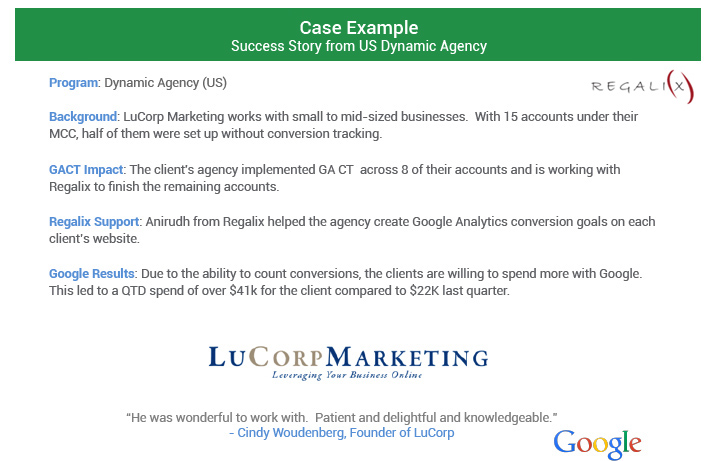 Case Example
Success Story from US Dynamic Agency
Program: Dynamic Agency (US)
REGALIX
Background: LuCorp Marketing works with small to mid-sized businesses.  With 15 accounts under their
MCC, half of them were set up without conversion tracking.
GACT Impact: The client's agency implemented GA CT  across 8 of their accounts and is working with
Regalix to finish the remaining accounts.
Regalix Support: Anirudh from Regalix helped the agency create Google Analytics conversion goals on each
client's website.
Google Results: Due to the ability to count conversions, the clients are willing to spend more with Google.
This led to a QTD spend of over $41k for the client compared to $22K last quarter.
LUCORPMARKETING
Leveraging Your Business Online
“He was wonderful to work with.  Patient and delightful and knowledgeable.”
- Cindy Woudenberg, Founder of LuCorp
Google